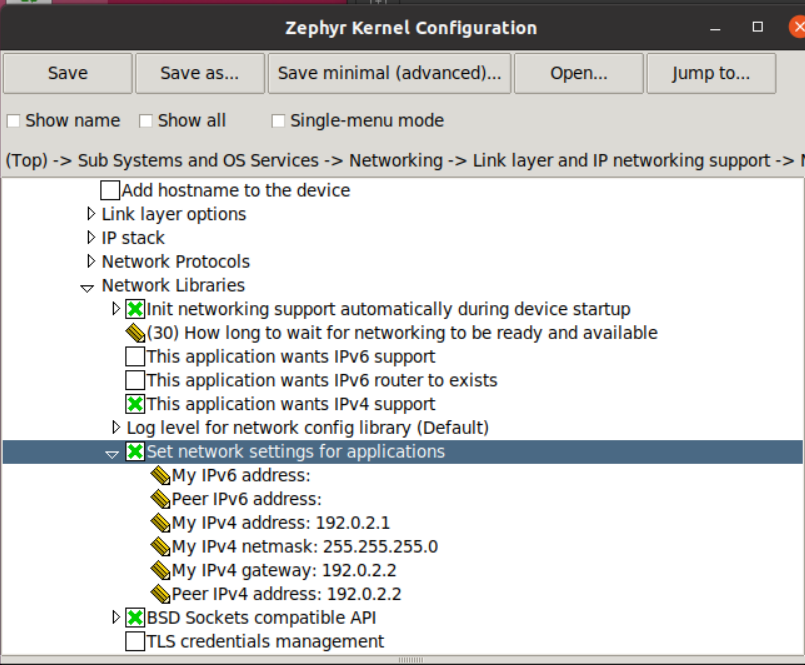 Zephyr Kernel Configuration
Save Save as... Save minimal (advanced)... Open... Jump to...
Show name Show all Single-menu mode
(Top) -> Sub Systems and OS Services -> Networking -> Link layer and IP networking support ->
Add hostname to the device
Link layer options
IP stack
Network Protocols
Network Libraries
Init networking support automatically during device startup
(30) How long to wait for networking to be ready and available
This application wants IPv6 support
This application wants IPv6 router to exists
This application wants IPv4 support
Log level for network config library (Default)
Set network settings for applications
My IPv6 address:
Peer IPv6 address:
My IPv4 address: 192.0.2.1
My IPv4 netmask: 255.255.255.0
My IPv4 gateway: 192.0.2.2
Peer IPv4 address: 192.0.2.2
BSD Sockets compatible API
TLS credentials management